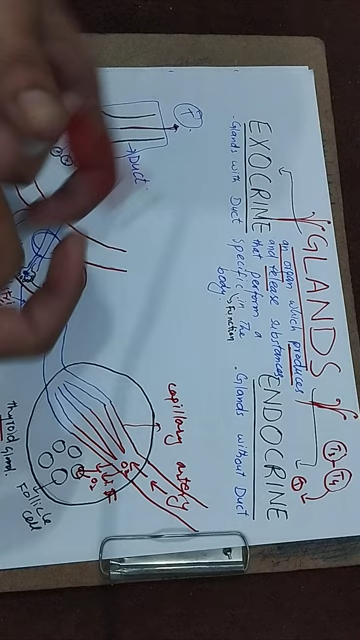 GLANDS
an organ which produces
and release substances
that perform a
specific Function
in The
body.
EXOCRINE
. Glands with Duct
ENDOCRINE
. Glands without Duct
T3
T4
T
→Duct.
capillary
artery
O2
Follicle
cell
Thyroid Gland.